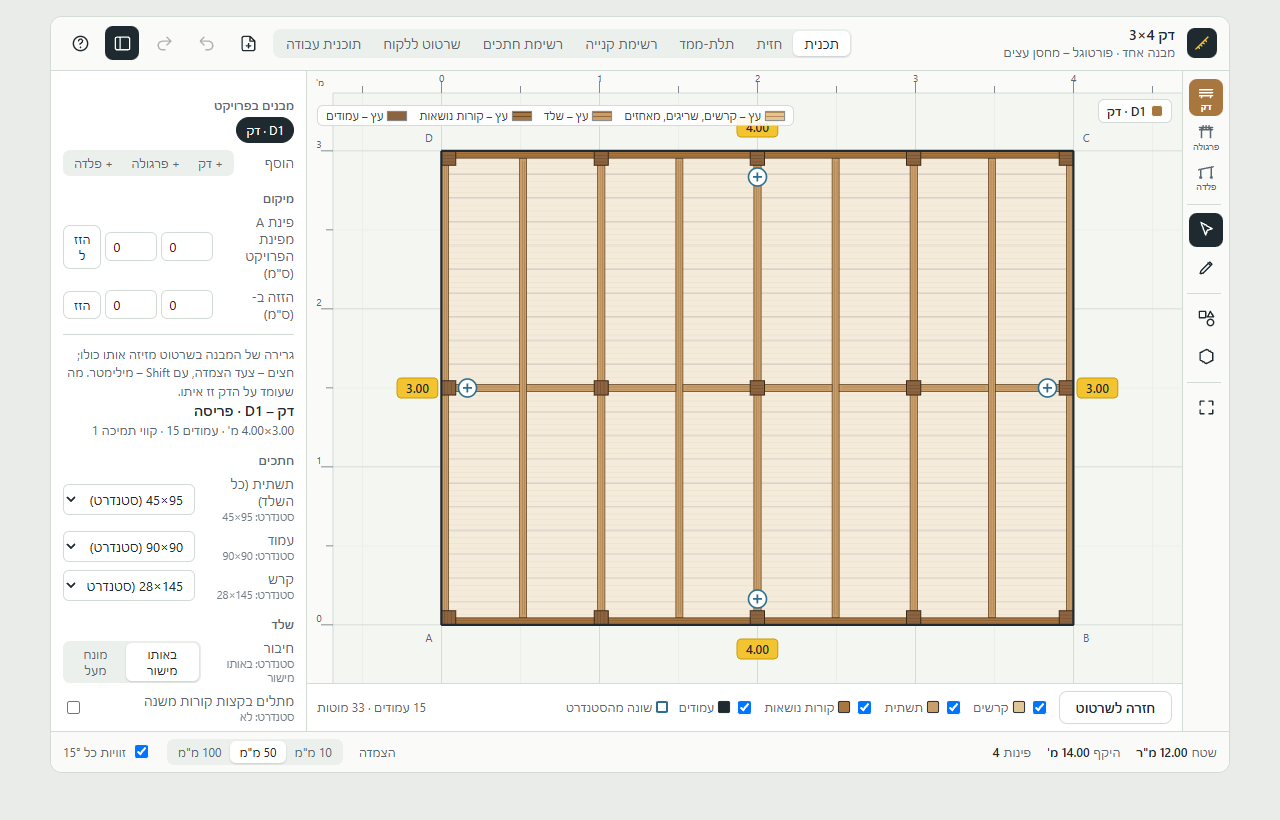 דק 4×3
מבנה אחד · פורטוגל – מחסן עצים
תכנית
חזית
תלת-ממד
רשימת קנייה
רשימת חתכים
שרטוט ללקוח
תוכנית עבודה
דק
פרגולה
פלדה
מ'
0
1
2
3
4
D1 · דק
עץ – קרשים, שריגים, מאחזים
עץ – שלד
עץ – קורות נושאות
עץ – עמודים
4.00
D
C
3
2
1
0
3.00
3.00
A
B
4.00
חזרה לשרטוט
קרשים
תשתית
קורות נושאות
עמודים
שונה מהסטנדרט
15 עמודים · 33 מוטות
מבנים בפרויקט
D1 · דק
הוסף
+ דק
+ פרגולה
+ פלדה
מיקום
פינת A
מפינת
הפרויקט
(ס"מ)
0
0
הזז
ל
הזזה ב-
(ס"מ)
0
0
הזז
גרירה של המבנה בשרטוט מזיזה אותו כולו;
חצים – צעד הצמדה, עם Shift – מילימטר. מה
שעומד על הדק זז איתו.
דק – D1 · פריסה
4.00×3.00 מ' · עמודים 15 · קווי תמיכה 1
חתכים
תשתית (כל
השלד)
סטנדרט: 45×95
45×95 (סטנדרט)
עמוד
סטנדרט: 90×90
90×90 (סטנדרט)
קרש
סטנדרט: 28×145
28×145 (סטנדרט
שלד
חיבור
סטנדרט: באותו
מישור
באותו
מישור
מונח
מעל
מתלים בקצות קורות משנה
סטנדרט: לא
שטח 12.00 מ"ר
היקף 14.00 מ'
פינות 4
הצמדה
10 מ"מ
50 מ"מ
100 מ"מ
זוויות כל 15°